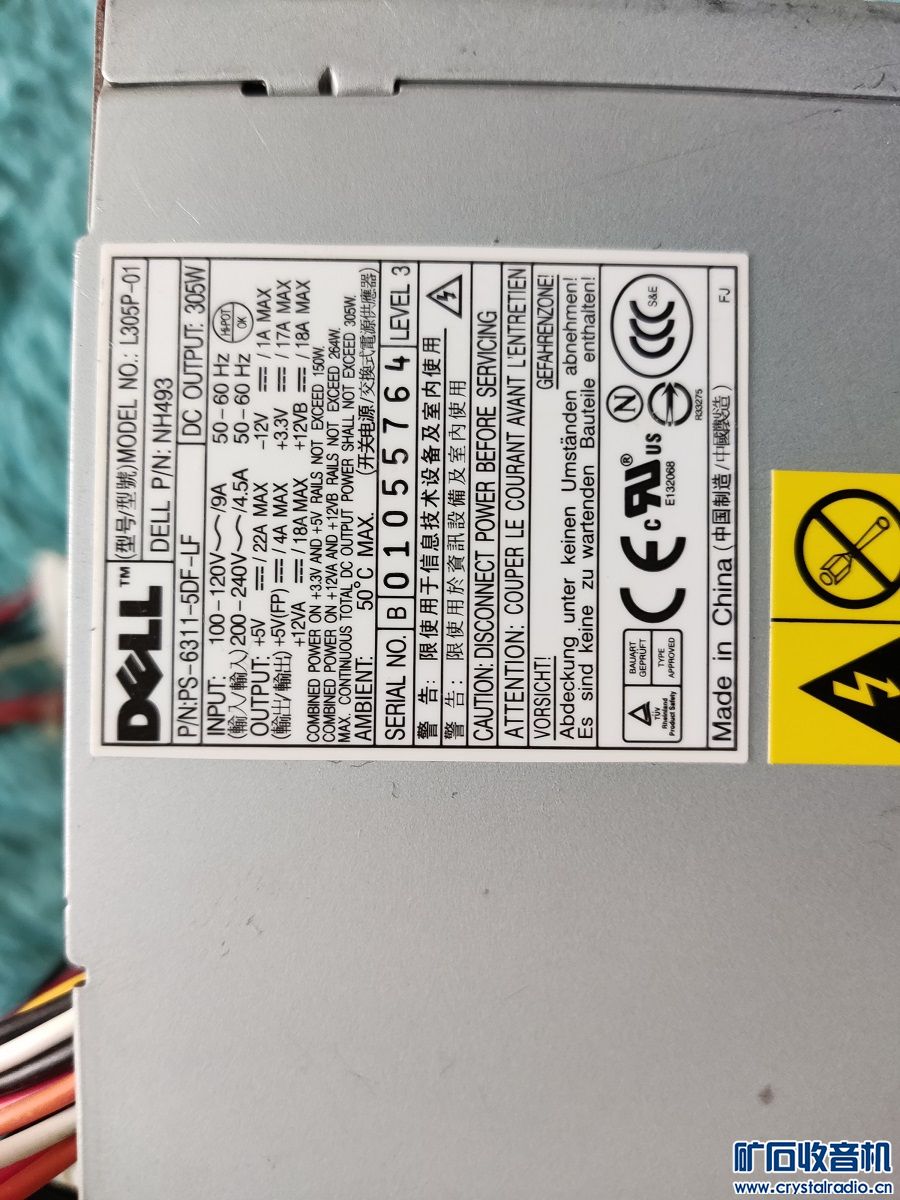 DELL™ (型号/型號)MODEL NO.: L305P-01
DELL P/N: NH493
P/N:PS-6311-5DF-LF DC OUTPUT: 305W
INPUT: 100-120V~/9A 50-60 Hz HI-POT OK
(輸入/輸入) 200-240V~/4.5A 50-60 Hz
OUTPUT: +5V ⎓ 22A MAX -12V ⎓ / 1A MAX
(輸出/輸出) +5V(FP) ⎓ / 4A MAX +3.3V ⎓ / 17A MAX
+12VA ⎓ / 18A MAX +12VB ⎓ / 18A MAX
COMBINED POWER ON +3.3V AND +5V RAILS NOT EXCEED 150W.
COMBINED POWER ON +12VA AND +12VB RAILS NOT EXCEED 264W.
MAX. CONTINUOUS TOTAL DC OUTPUT POWER SHALL NOT EXCEED 305W.
AMBIENT: 50°C MAX. (开关电源/交換式電源供應器)
SERIAL NO. B01055764 LEVEL 3
警 告: 限使用于信息技术设备及室内使用
警 告: 限使用於資訊設備及室內使用
CAUTION: DISCONNECT POWER BEFORE SERVICING
ATTENTION: COUPER LE COURANT AVANT L'ENTRETIEN
VORSICHT! GEFAHRENZONE!
Abdeckung unter keinen Umständen abnehmen!
Es sind keine zu wartenden Bauteile enthalten!
TÜV Rheinland Product Safety
BAUART GEPRÜFT
TYPE APPROVED
CE
c RU® US
E132068
N
R33275
CCC S&E
Made in China (中国制造/中國製造) FJ
矿石收音机
www.crystalradio.cn